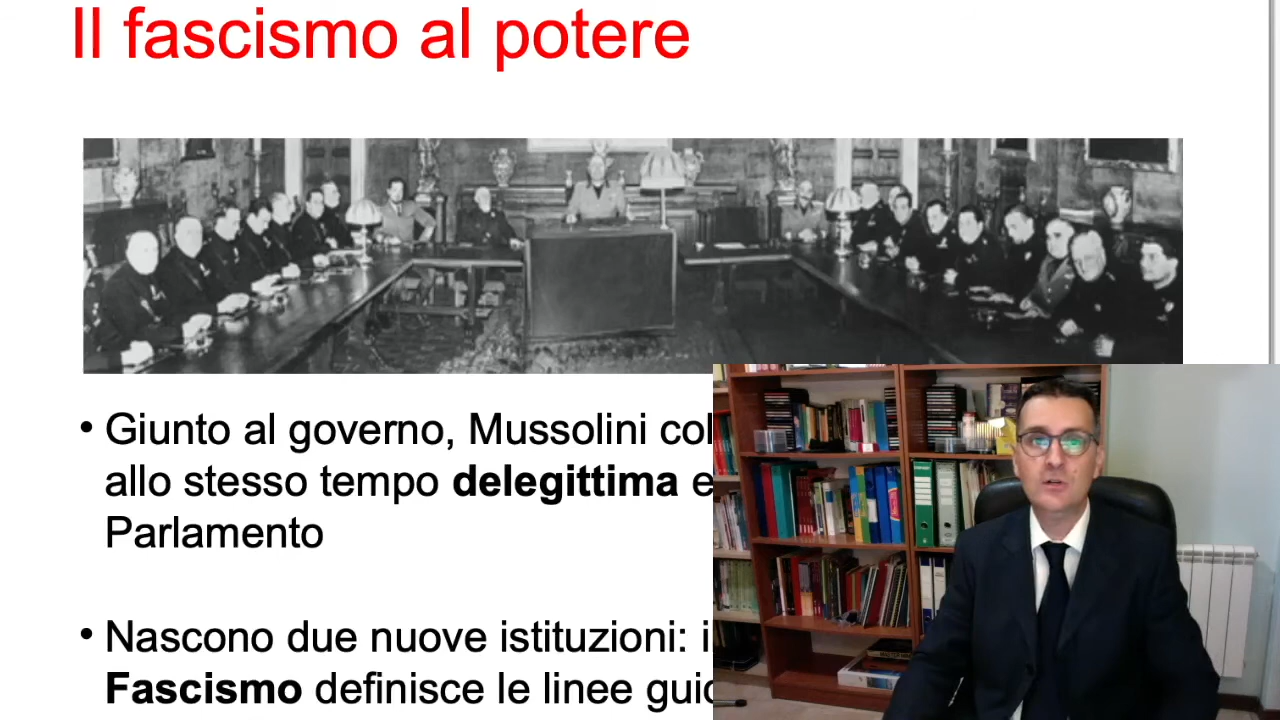 Il fascismo al potere
• Giunto al governo, Mussolini col
allo stesso tempo delegittima e
Parlamento
• Nascono due nuove istituzioni: i
Fascismo definisce le linee guid